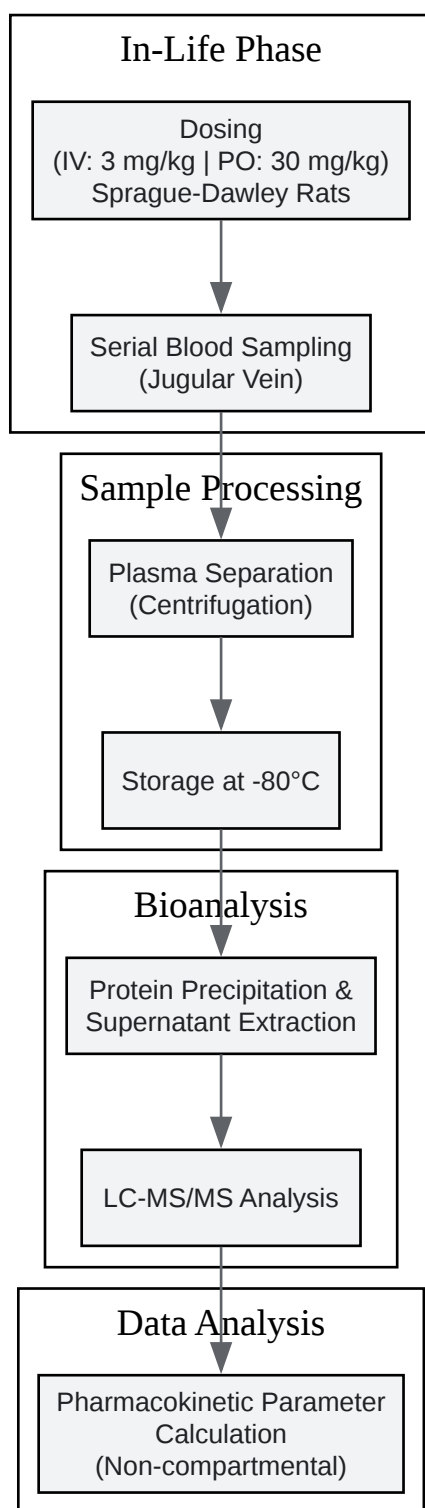 In-Life Phase
Dosing
(IV: 3 mg/kg | PO: 30 mg/kg)
Sprague-Dawley Rats
Serial Blood Sampling
(Jugular Vein)
Sample Processing
Plasma Separation
(Centrifugation)
Storage at -80°C
Bioanalysis
Protein Precipitation &
Supernatant Extraction
LC-MS/MS Analysis
Data Analysis
Pharmacokinetic Parameter
Calculation
(Non-compartmental)